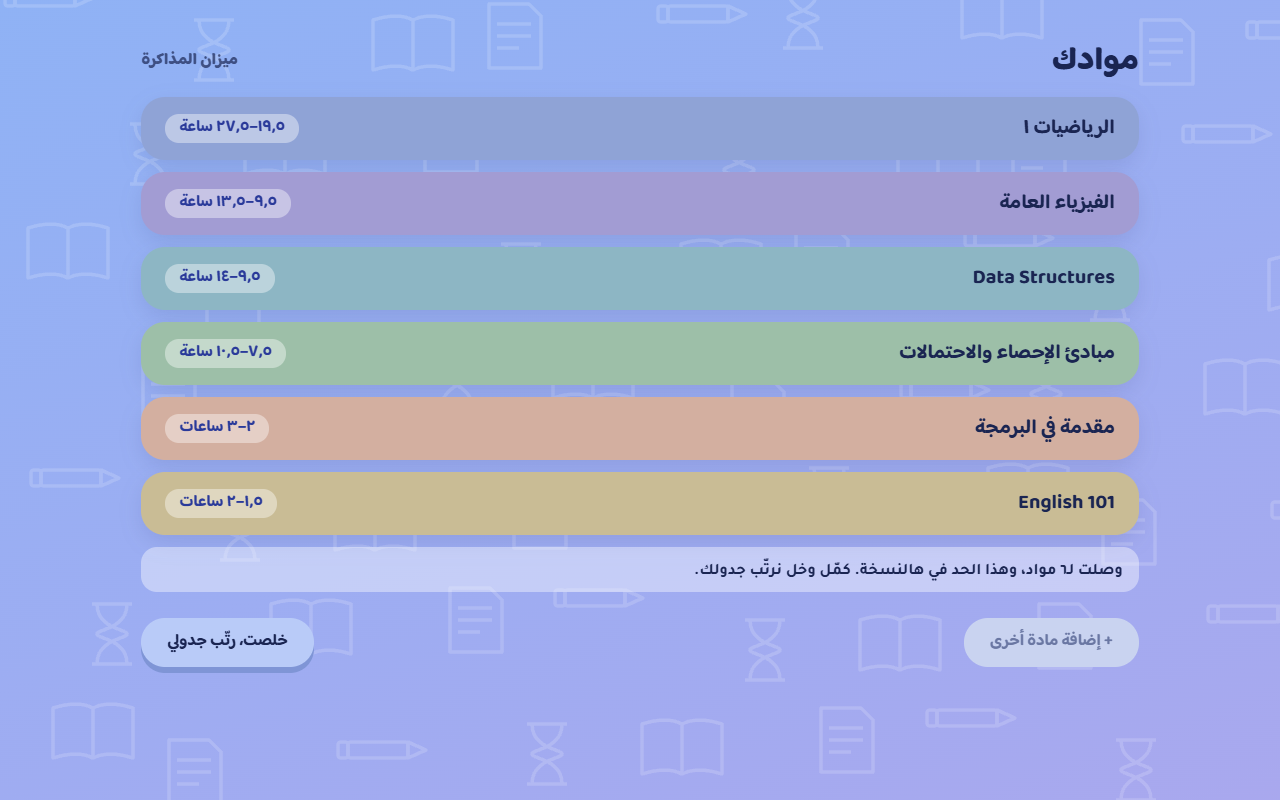 موادك
ميزان المذاكرة
الرياضيات ١
١٩,٥–٢٧,٥ ساعة
الفيزياء العامة
٩,٥–١٣,٥ ساعة
Data Structures
٩,٥–١٤ ساعة
مبادئ الإحصاء والاحتمالات
٧,٥–١٠,٥ ساعة
مقدمة في البرمجة
٢–٣ ساعات
English 101
١,٥–٢ ساعات
وصلت لـ٦ مواد، وهذا الحد في هالنسخة. كمّل وخل نرتّب جدولك.
+ إضافة مادة أخرى
خلصت، رتّب جدولي